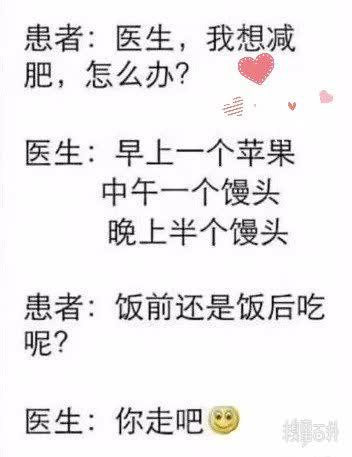 患者：医生，我想减
肥，怎么办？
医生：早上一个苹果
中午一个馒头
晚上半个馒头
患者：饭前还是饭后吃
呢？
医生：你走吧